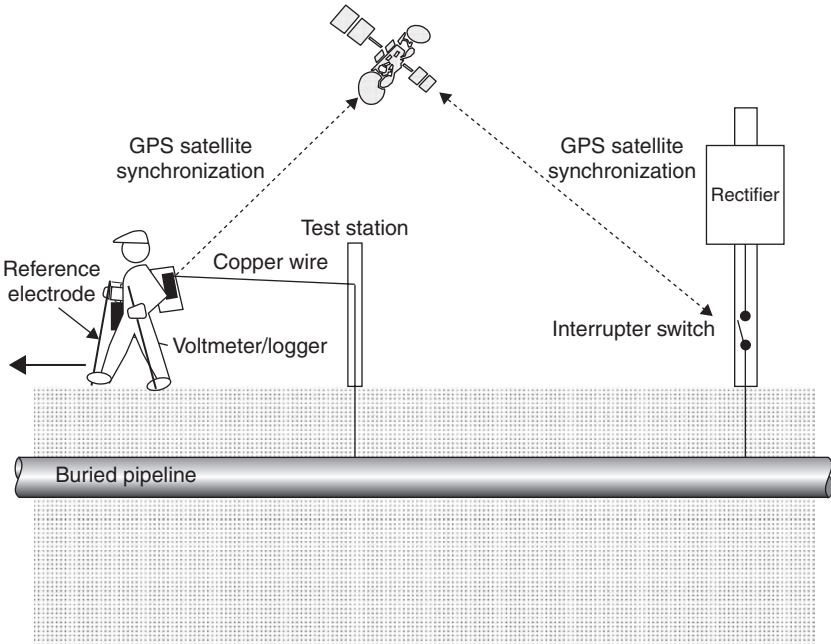 GPS satellite
synchronization
GPS satellite
synchronization
Rectifier
Test station
Copper wire
Reference
electrode
Voltmeter/logger
Interrupter switch
Buried pipeline